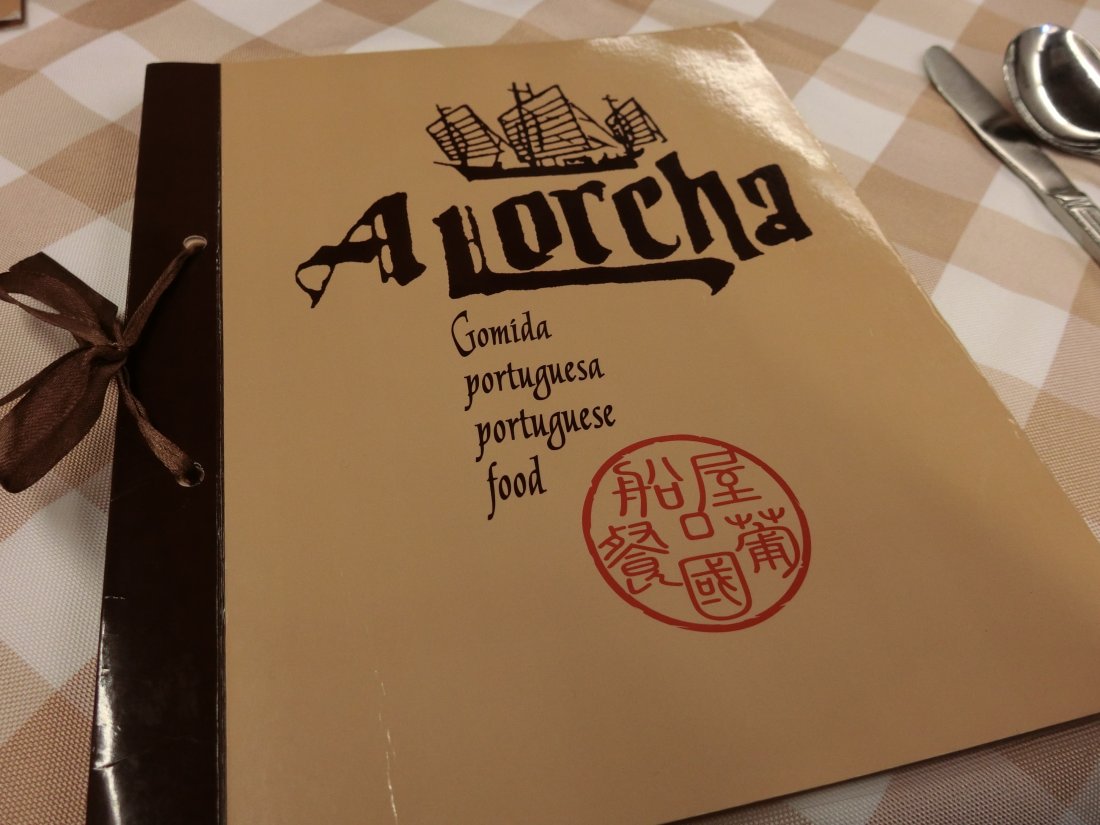 A Lorcha
Comida
portuguesa
portuguese
food
船屋葡國餐